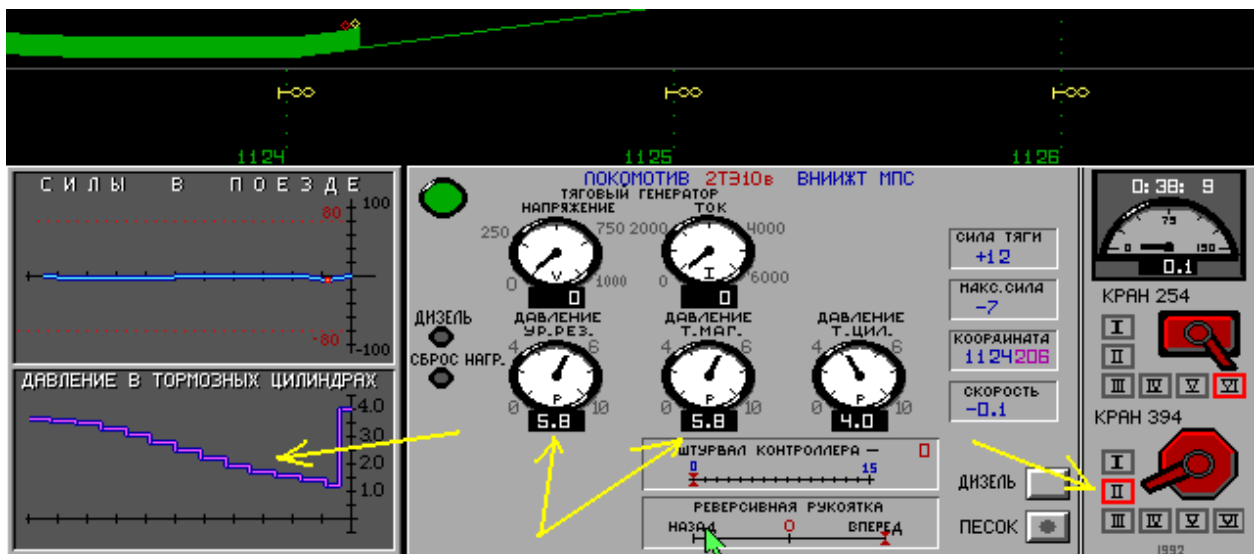 1124
1125
1126
СИЛЫ В ПОЕЗДЕ
80
100
-80
-100
ДАВЛЕНИЕ В ТОРМОЗНЫХ ЦИЛИНДРАХ
4.0
3.0
2.0
1.0
ЛОКОМОТИВ 2ТЭ10в ВНИИЖТ МПС
ТЯГОВЫЙ ГЕНЕРАТОР
НАПРЯЖЕНИЕ
ТОК
250
750
0
1000
V
0
2000
4000
0
6000
I
0
ДИЗЕЛЬ
СБРОС НАГР.
ДАВЛЕНИЕ
УР.РЕЗ.
4
6
0
10
P
5.8
ДАВЛЕНИЕ
Т.МАГ.
4
6
0
10
P
5.8
ДАВЛЕНИЕ
Т.ЦИЛ.
4
6
0
10
P
4.0
СИЛА ТЯГИ
+12
МАКС.СИЛА
-7
КООРДИНАТА
1124206
СКОРОСТЬ
-0.1
ШТУРВАЛ КОНТРОЛЛЕРА — 0
0
15
РЕВЕРСИВНАЯ РУКОЯТКА
НАЗАД
0
ВПЕРЕД
ДИЗЕЛЬ
ПЕСОК
0:38: 9
75
0
150
0.1
КРАН 254
I
II
III IV V VI
КРАН 394
I
II
III IV V VI
1992